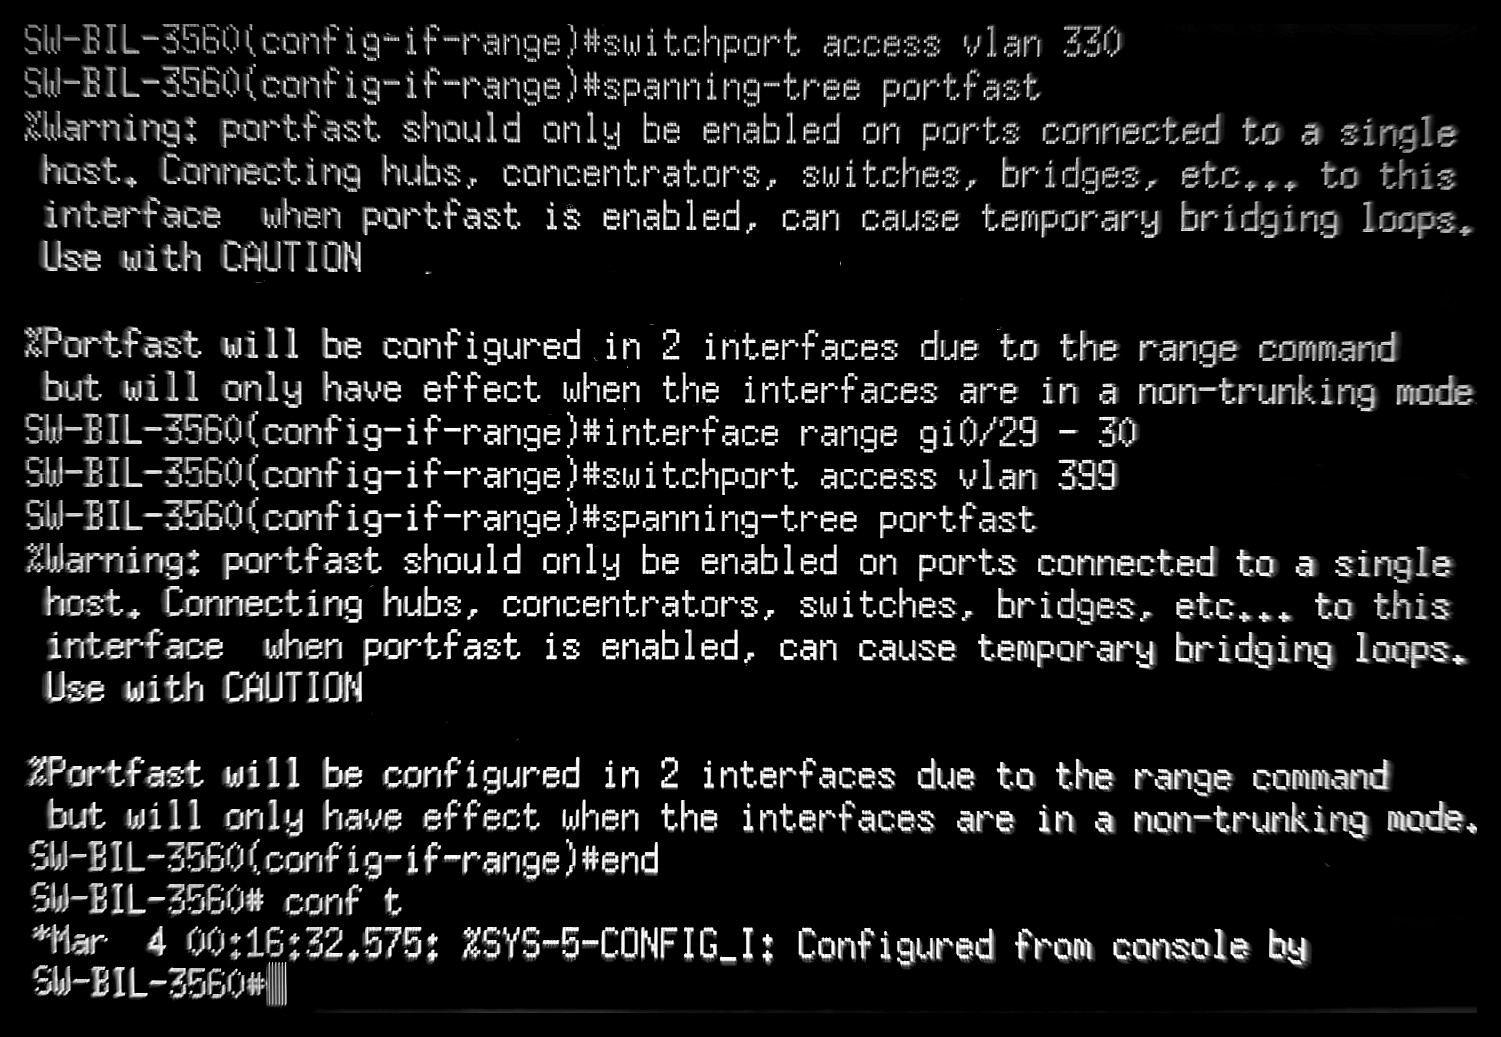 SW-BIL-3560(config-if-range)#switchport access vlan 330
SW-BIL-3560(config-if-range)#spanning-tree portfast
%Warning: portfast should only be enabled on ports connected to a single
host. Connecting hubs, concentrators, switches, bridges, etc... to this
interface  when portfast is enabled, can cause temporary bridging loops.
Use with CAUTION
%Portfast will be configured in 2 interfaces due to the range command
but will only have effect when the interfaces are in a non-trunking mode
SW-BIL-3560(config-if-range)#interface range gi0/29 - 30
SW-BIL-3560(config-if-range)#switchport access vlan 399
SW-BIL-3560(config-if-range)#spanning-tree portfast
%Warning: portfast should only be enabled on ports connected to a single
host. Connecting hubs, concentrators, switches, bridges, etc... to this
interface  when portfast is enabled, can cause temporary bridging loops.
Use with CAUTION
%Portfast will be configured in 2 interfaces due to the range command
but will only have effect when the interfaces are in a non-trunking mode.
SW-BIL-3560(config-if-range)#end
SW-BIL-3560# conf t
*Mar  4 00:16:32.575: %SYS-5-CONFIG_I: Configured from console by
SW-BIL-3560#